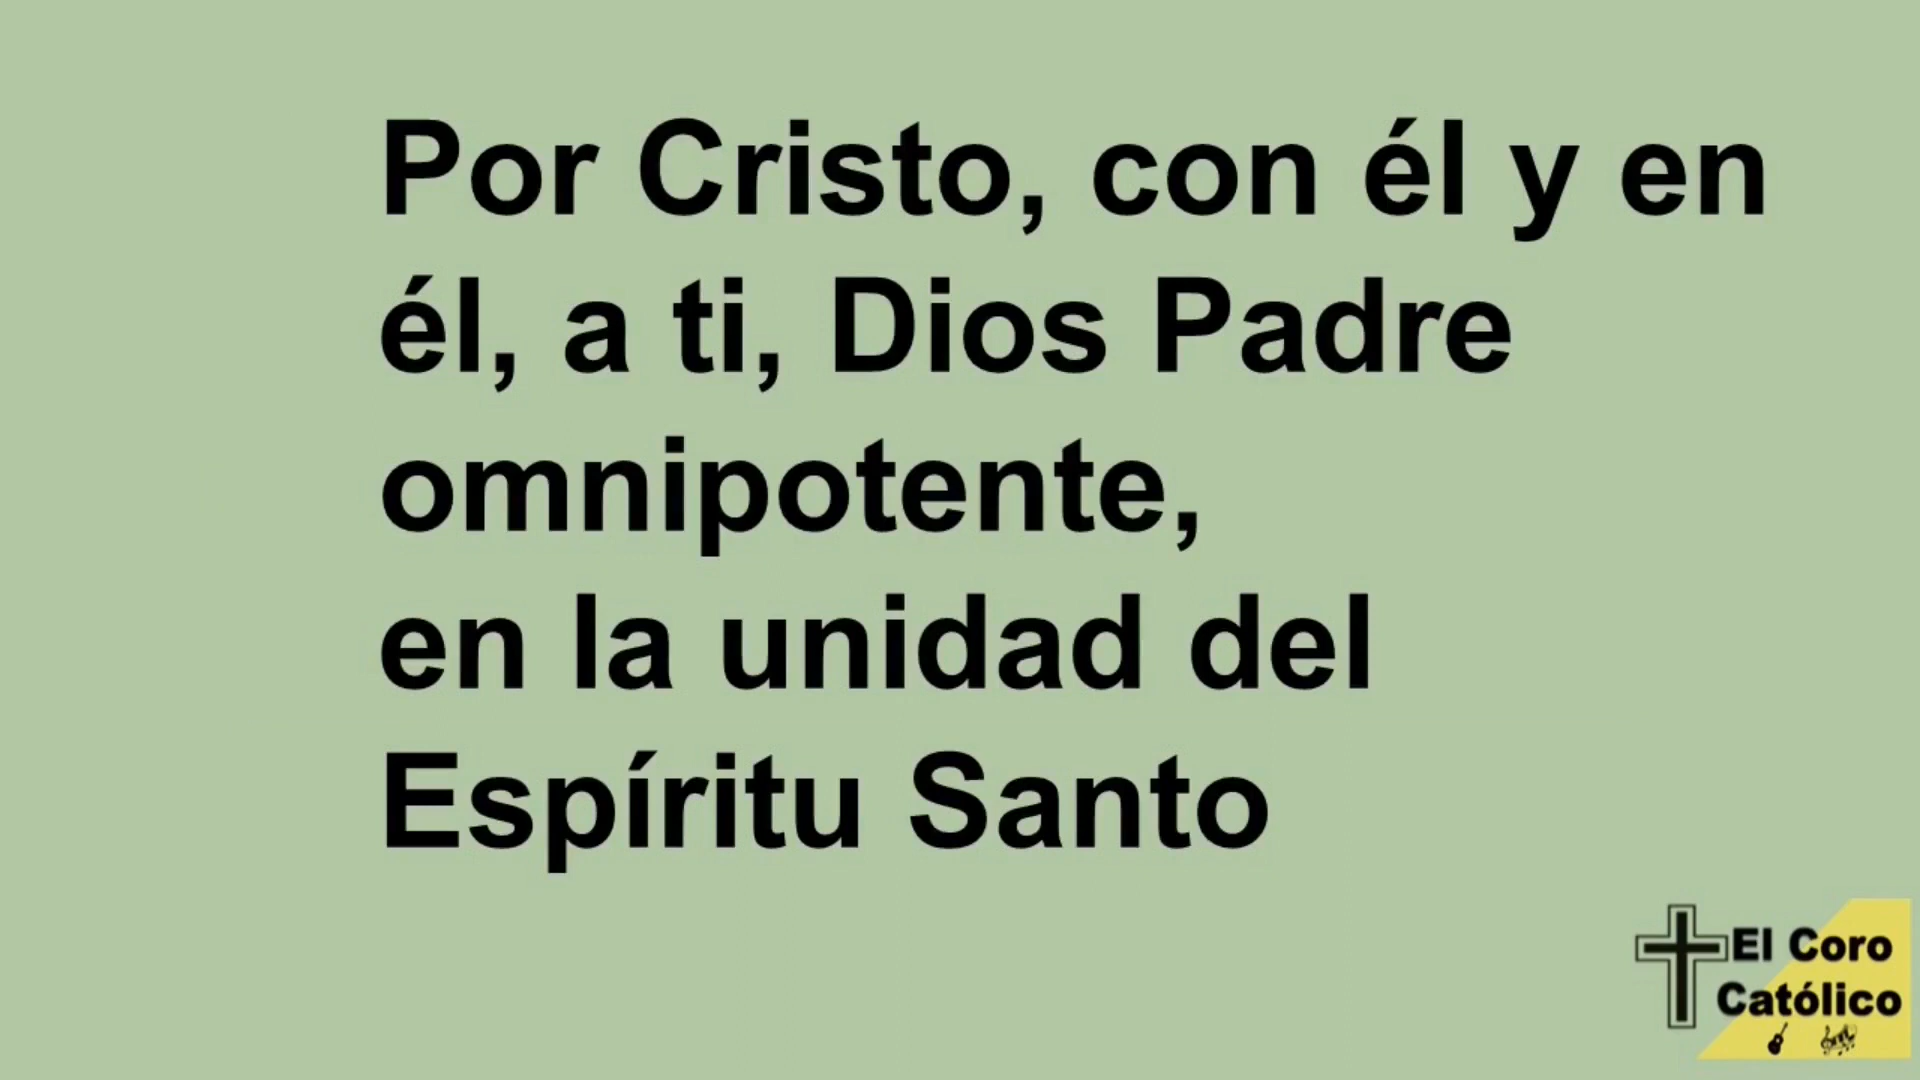 Por Cristo, con él y en
él, a ti, Dios Padre
omnipotente,
en la unidad del
Espíritu Santo
El Coro
Católico